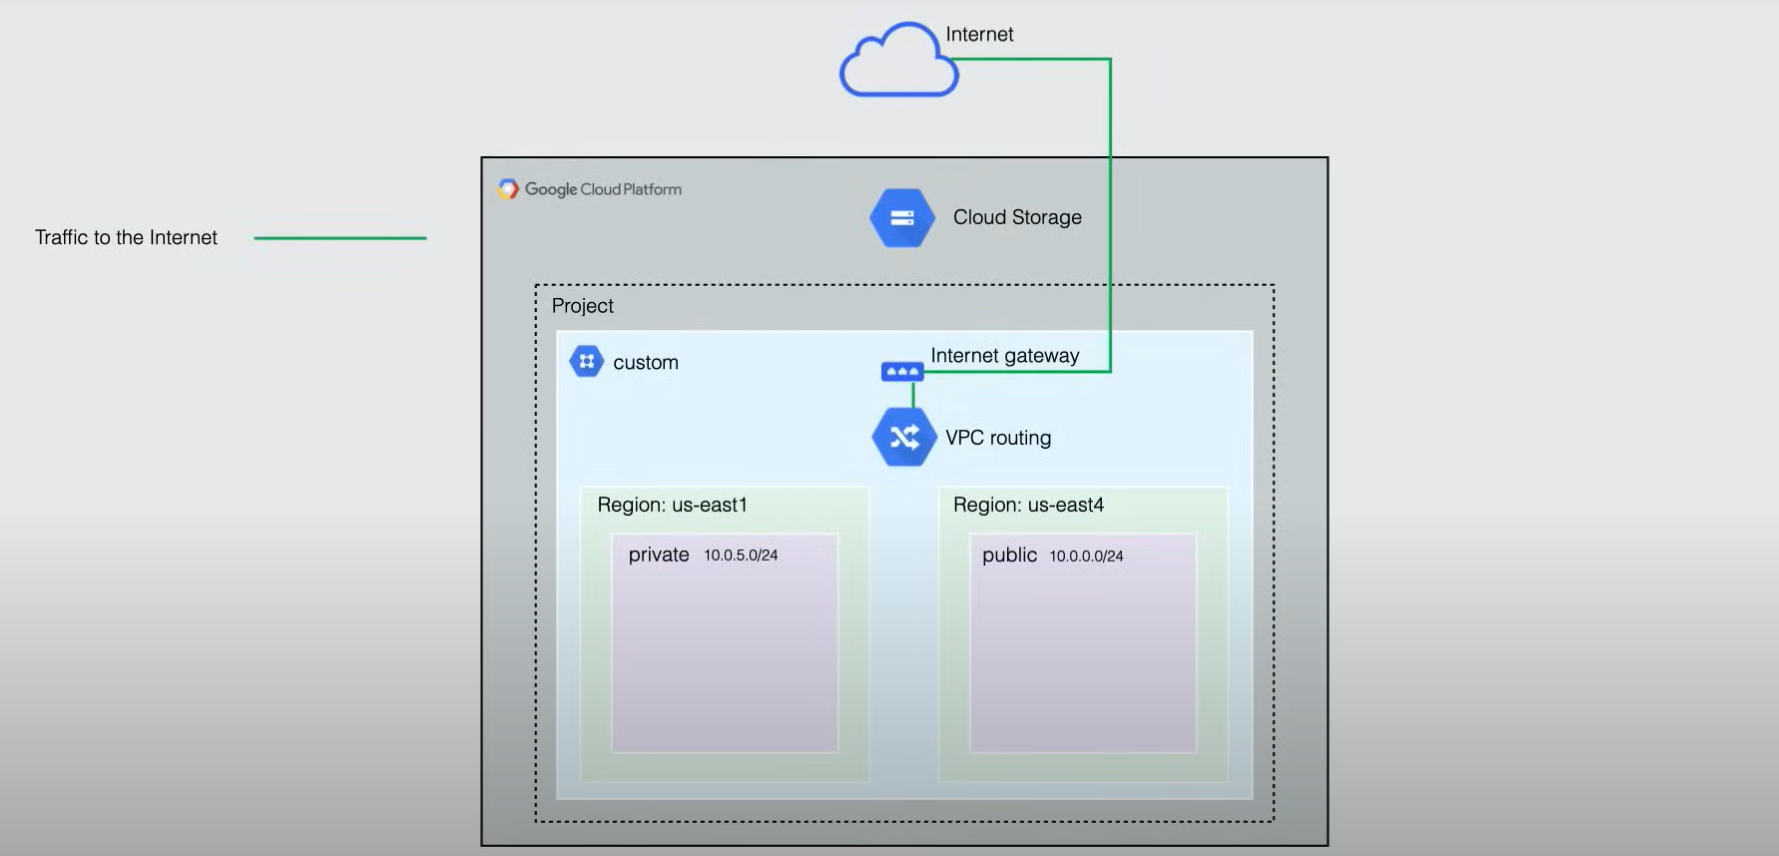 Internet
Google Cloud Platform
Cloud Storage
Traffic to the Internet
Project
custom
Internet gateway
VPC routing
Region: us-east1
private 10.0.5.0/24
Region: us-east4
public 10.0.0.0/24